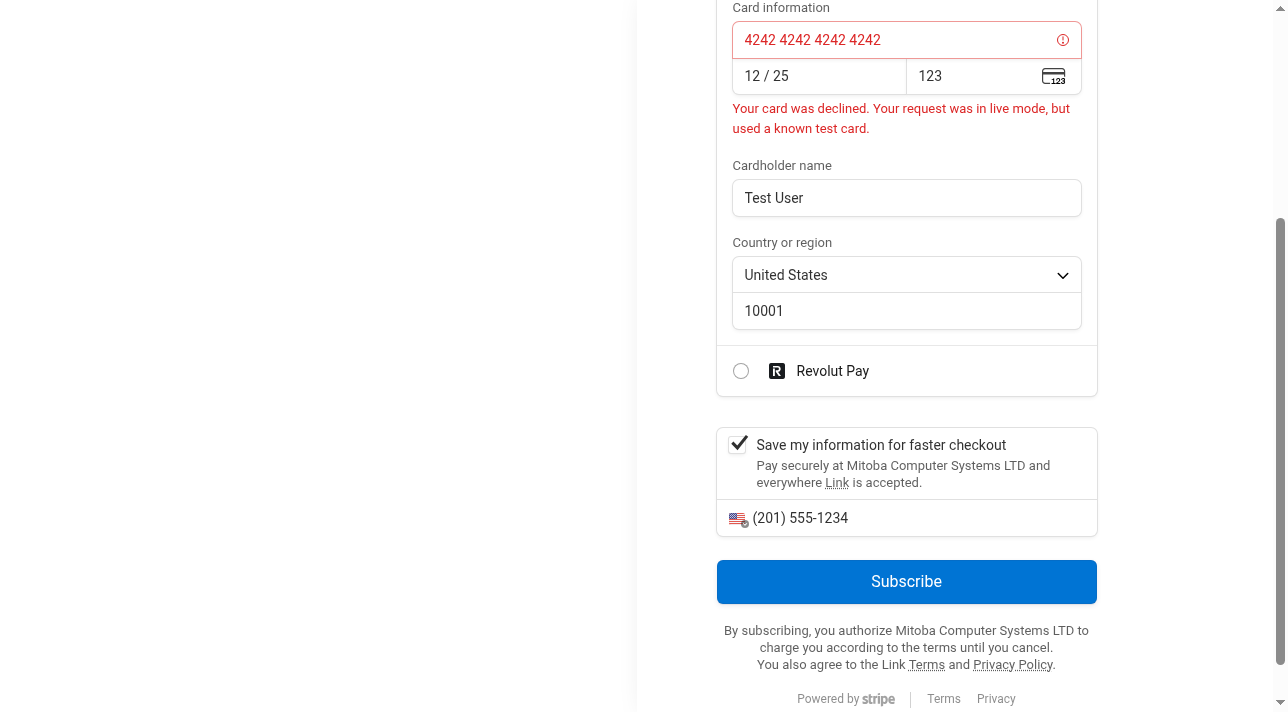 Card information
4242 4242 4242 4242
12 / 25
123
123
Your card was declined. Your request was in live mode, but
used a known test card.
Cardholder name
Test User
Country or region
United States
10001
Revolut Pay
Save my information for faster checkout
Pay securely at Mitoba Computer Systems LTD and
everywhere Link is accepted.
(201) 555-1234
Subscribe
By subscribing, you authorize Mitoba Computer Systems LTD to
charge you according to the terms until you cancel.
You also agree to the Link Terms and Privacy Policy.
Powered by stripe
Terms
Privacy